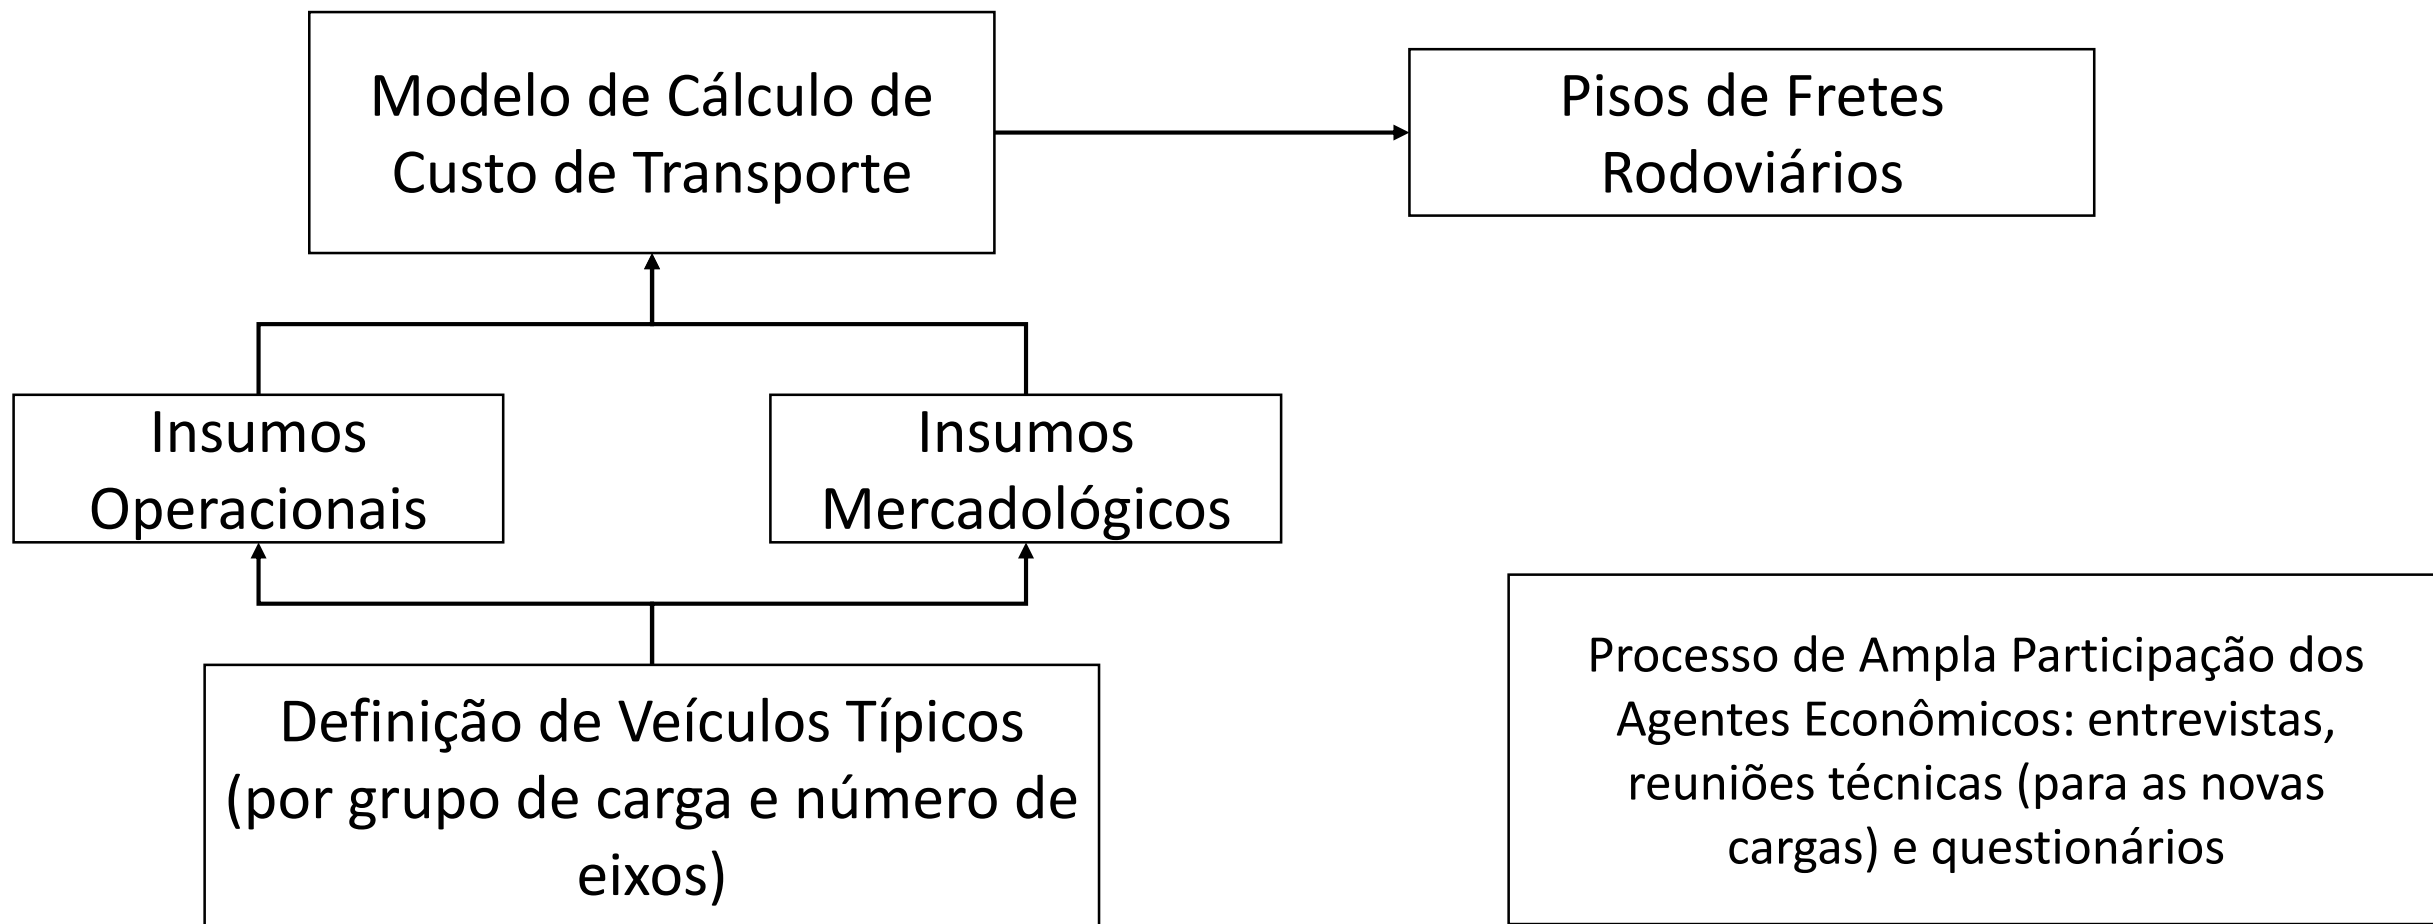 Modelo de Cálculo de
Custo de Transporte
Pisos de Fretes
Rodoviários
Insumos
Operacionais
Insumos
Mercadológicos
Definição de Veículos Típicos
(por grupo de carga e número de
eixos)
Processo de Ampla Participação dos
Agentes Econômicos: entrevistas,
reuniões técnicas (para as novas
cargas) e questionários